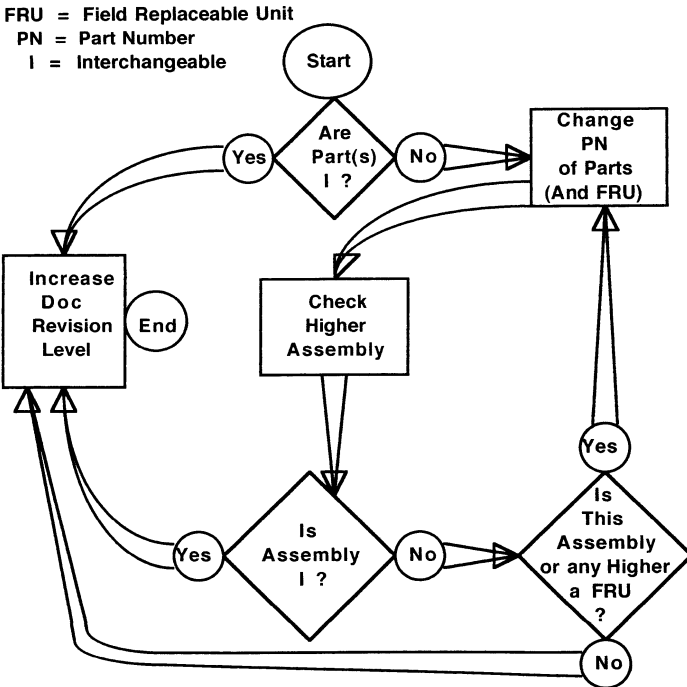 FRU = Field Replaceable Unit
PN = Part Number
I = Interchangeable
Start
Are
Part(s)
I ?
Yes
No
Change
PN
of Parts
(And FRU)
Increase
Doc
Revision
Level
End
Check
Higher
Assembly
Yes
Is
Assembly
I ?
Yes
No
Is
This
Assembly
or any Higher
a FRU
?
No